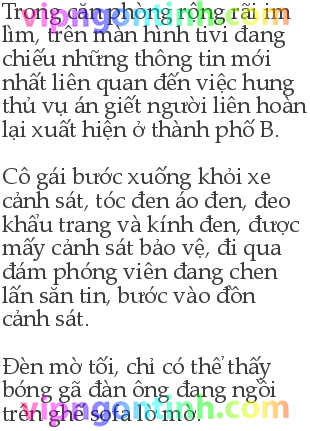 Trong căn phòng rộng rãi im
lìm, trên màn hình tivi đang
chiếu những thông tin mới
nhất liên quan đến việc hung
thủ vụ án giết người liên hoàn
lại xuất hiện ở thành phố B.
Cô gái bước xuống khỏi xe
cảnh sát, tóc đen áo đen, đeo
khẩu trang và kính đen, được
mấy cảnh sát bảo vệ, đi qua
đám phóng viên đang chen
lấn săn tin, bước vào đồn
cảnh sát.
Đèn mờ tối, chỉ có thể thấy
bóng gã đàn ông đang ngồi
trên ghế sofa lờ mờ.
vipngontinh.com
vipngontinh.com